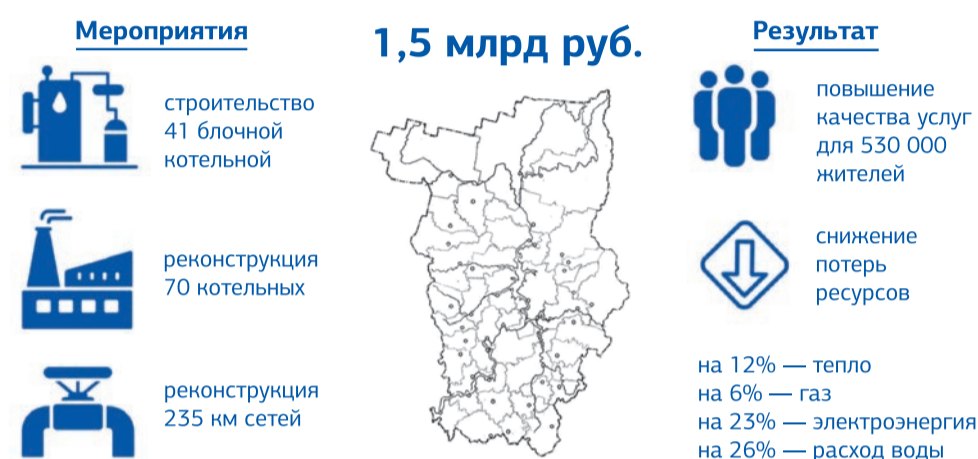 Мероприятия
строительство
41 блочной
котельной
реконструкция
70 котельных
реконструкция
235 км сетей
1,5 млрд руб.
Результат
повышение
качества услуг
для 530 000
жителей
снижение
потерь
ресурсов
на 12% — тепло
на 6% — газ
на 23% — электроэнергия
на 26% — расход воды